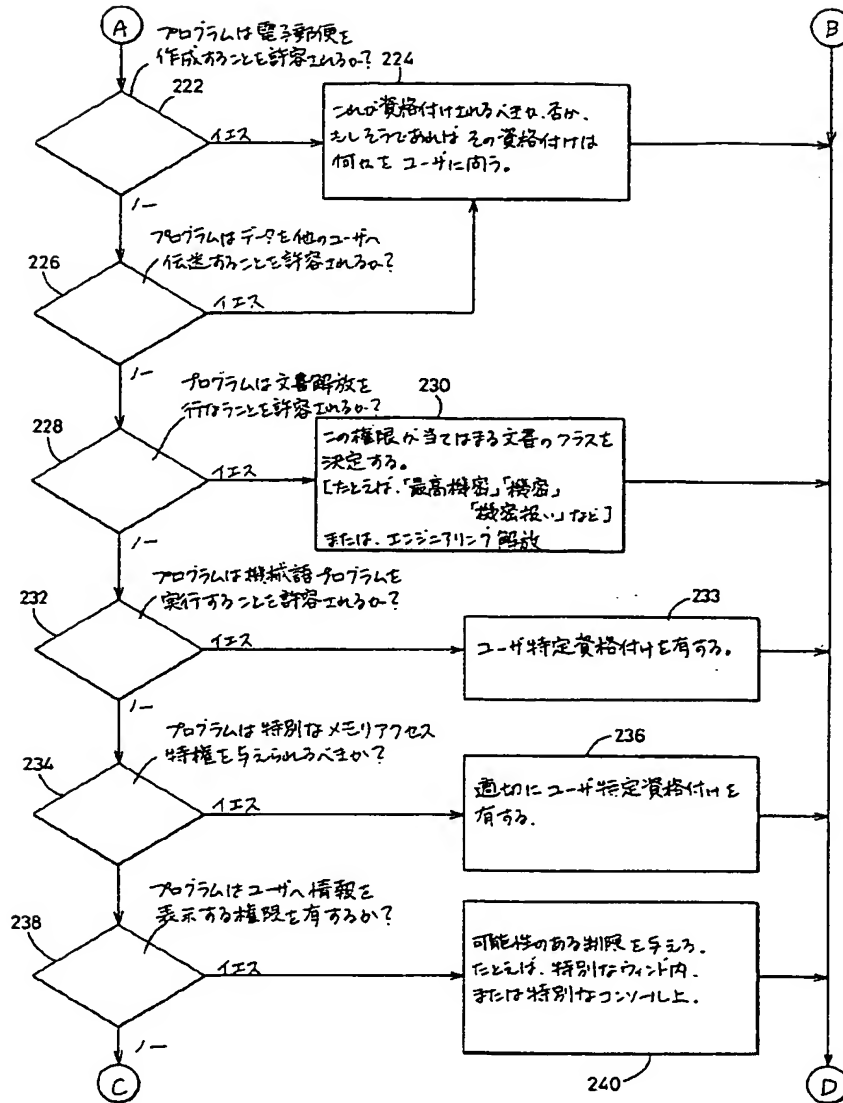 A
B
プログラムは電子郵便を
作成することを許容されるか?
222
224
イエス
これが資格付けされるべきか、否か、
もしそうであればその資格付けは
何かをユーザに問う。
ノー
プログラムはデータを他のユーザへ
伝送することを許容されるか?
226
イエス
ノー
プログラムは文書解放を
行なうことを許容されるか?
228
230
イエス
この権限が当てはまる文書のクラスを
決定する。
[たとえば、「最高機密」「機密」
「機密扱い」など]
または、エンジニアリング解放
ノー
プログラムは機械語プログラムを
実行することを許容されるか?
232
233
イエス
ユーザ特定資格付けを有する。
ノー
プログラムは特別なメモリアクセス
特権を与えられるべきか?
234
236
イエス
適切にユーザ特定資格付けを
有する.
ノー
プログラムはユーザへ情報を
表示する権限を有するか?
238
イエス
可能性のある制限を与える.
たとえば、特別なウィンド内、
または特別なコンソール上.
240
ノー
C
D